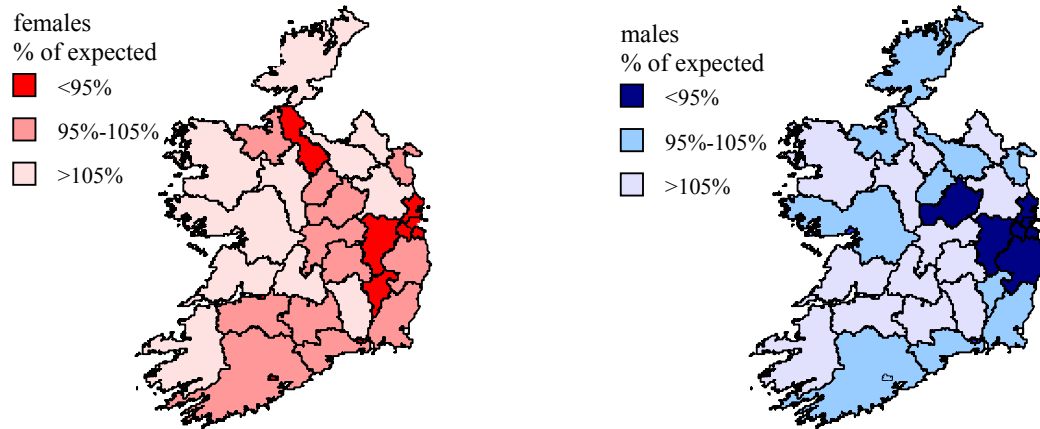 females
% of expected
<95%
95%-105%
>105%
males
% of expected
<95%
95%-105%
>105%